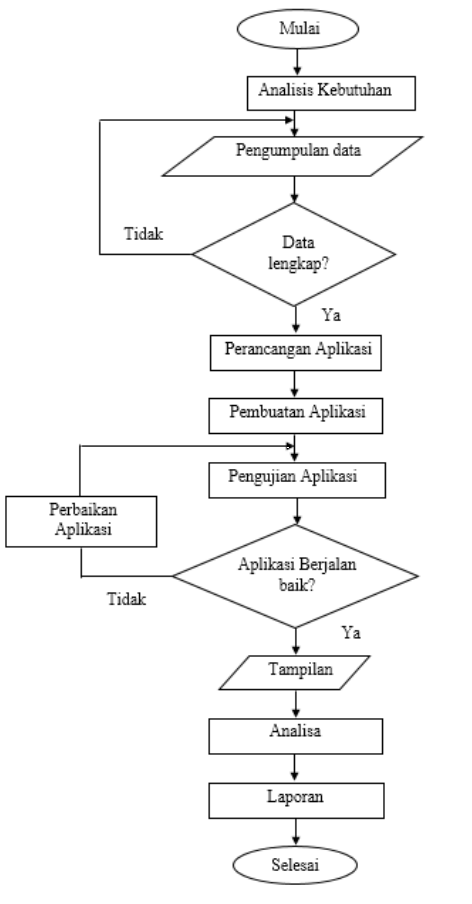 Mulai
Analisis Kebutuhan
Pengumpulan data
Tidak
Data
lengkap?
Ya
Perancangan Aplikasi
Pembuatan Aplikasi
Pengujian Aplikasi
Perbaikan
Aplikasi
Aplikasi Berjalan
baik?
Tidak
Ya
Tampilan
Analisa
Laporan
Selesai